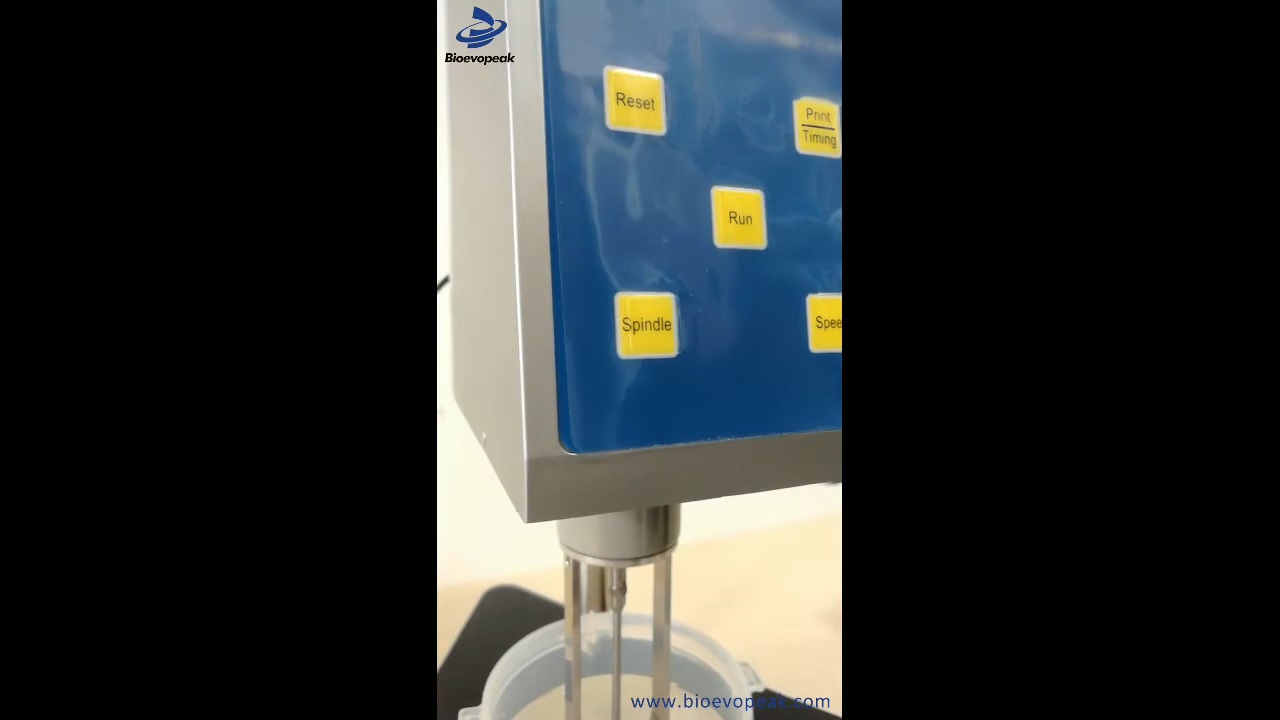 Bioevopeak
Reset
Print
Timing
Run
Spindle
www.bioevopeak.com